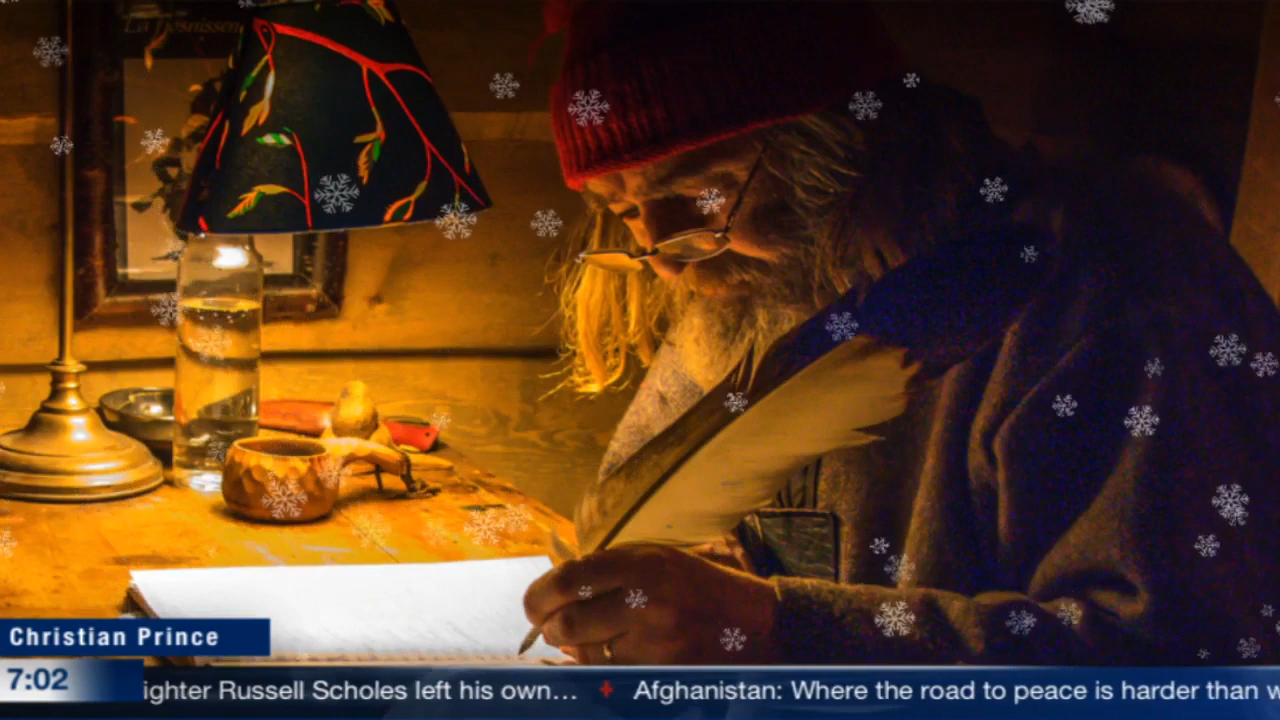 Christian Prince
7:02
ighter Russell Scholes left his own… + Afghanistan: Where the road to peace is harder than w